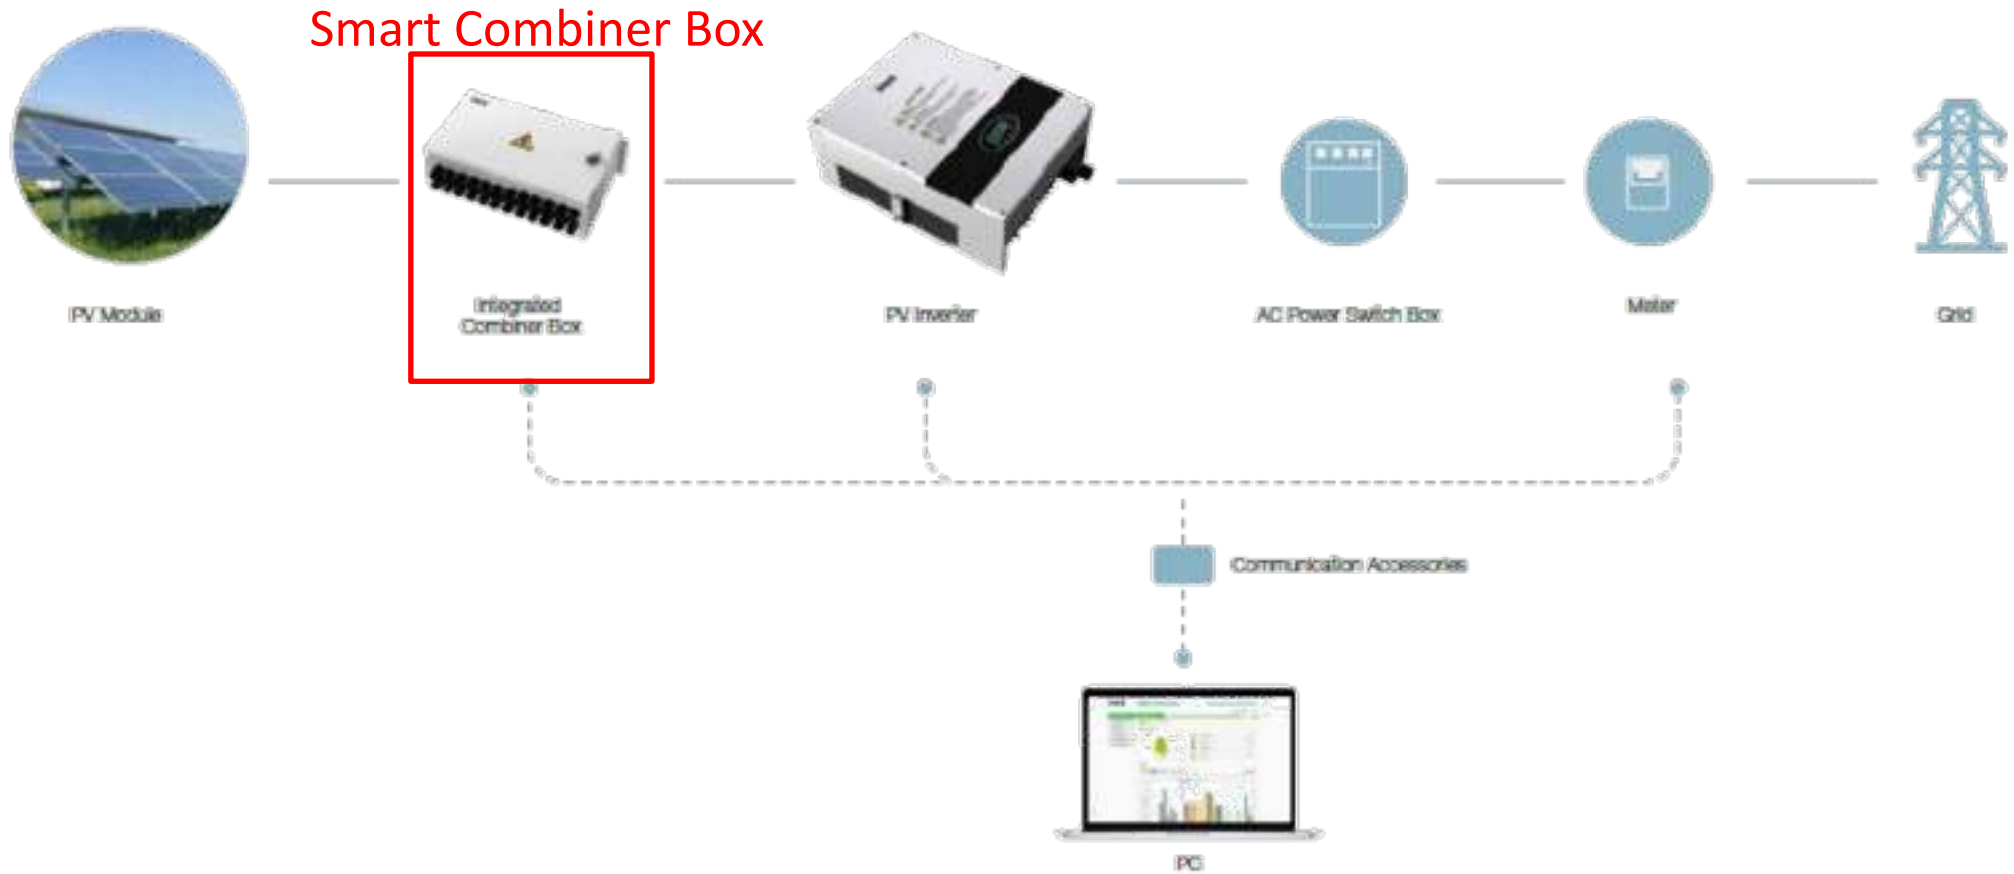 Smart Combiner Box
PV Module
Integrated
Combiner Box
PV Inverter
AC Power Switch Box
Meter
Grid
Communication Accessories
PC